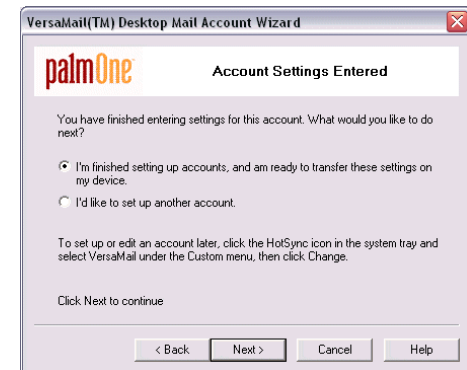 VersaMail(TM) Desktop Mail Account Wizard
palmOne
Account Settings Entered
You have finished entering settings for this account. What would you like to do
next?
I'm finished setting up accounts, and am ready to transfer these settings on
my device.
I'd like to set up another account.
To set up or edit an account later, click the HotSync icon in the system tray and
select VersaMail under the Custom menu, then click Change.
Click Next to continue
< Back Next > Cancel Help